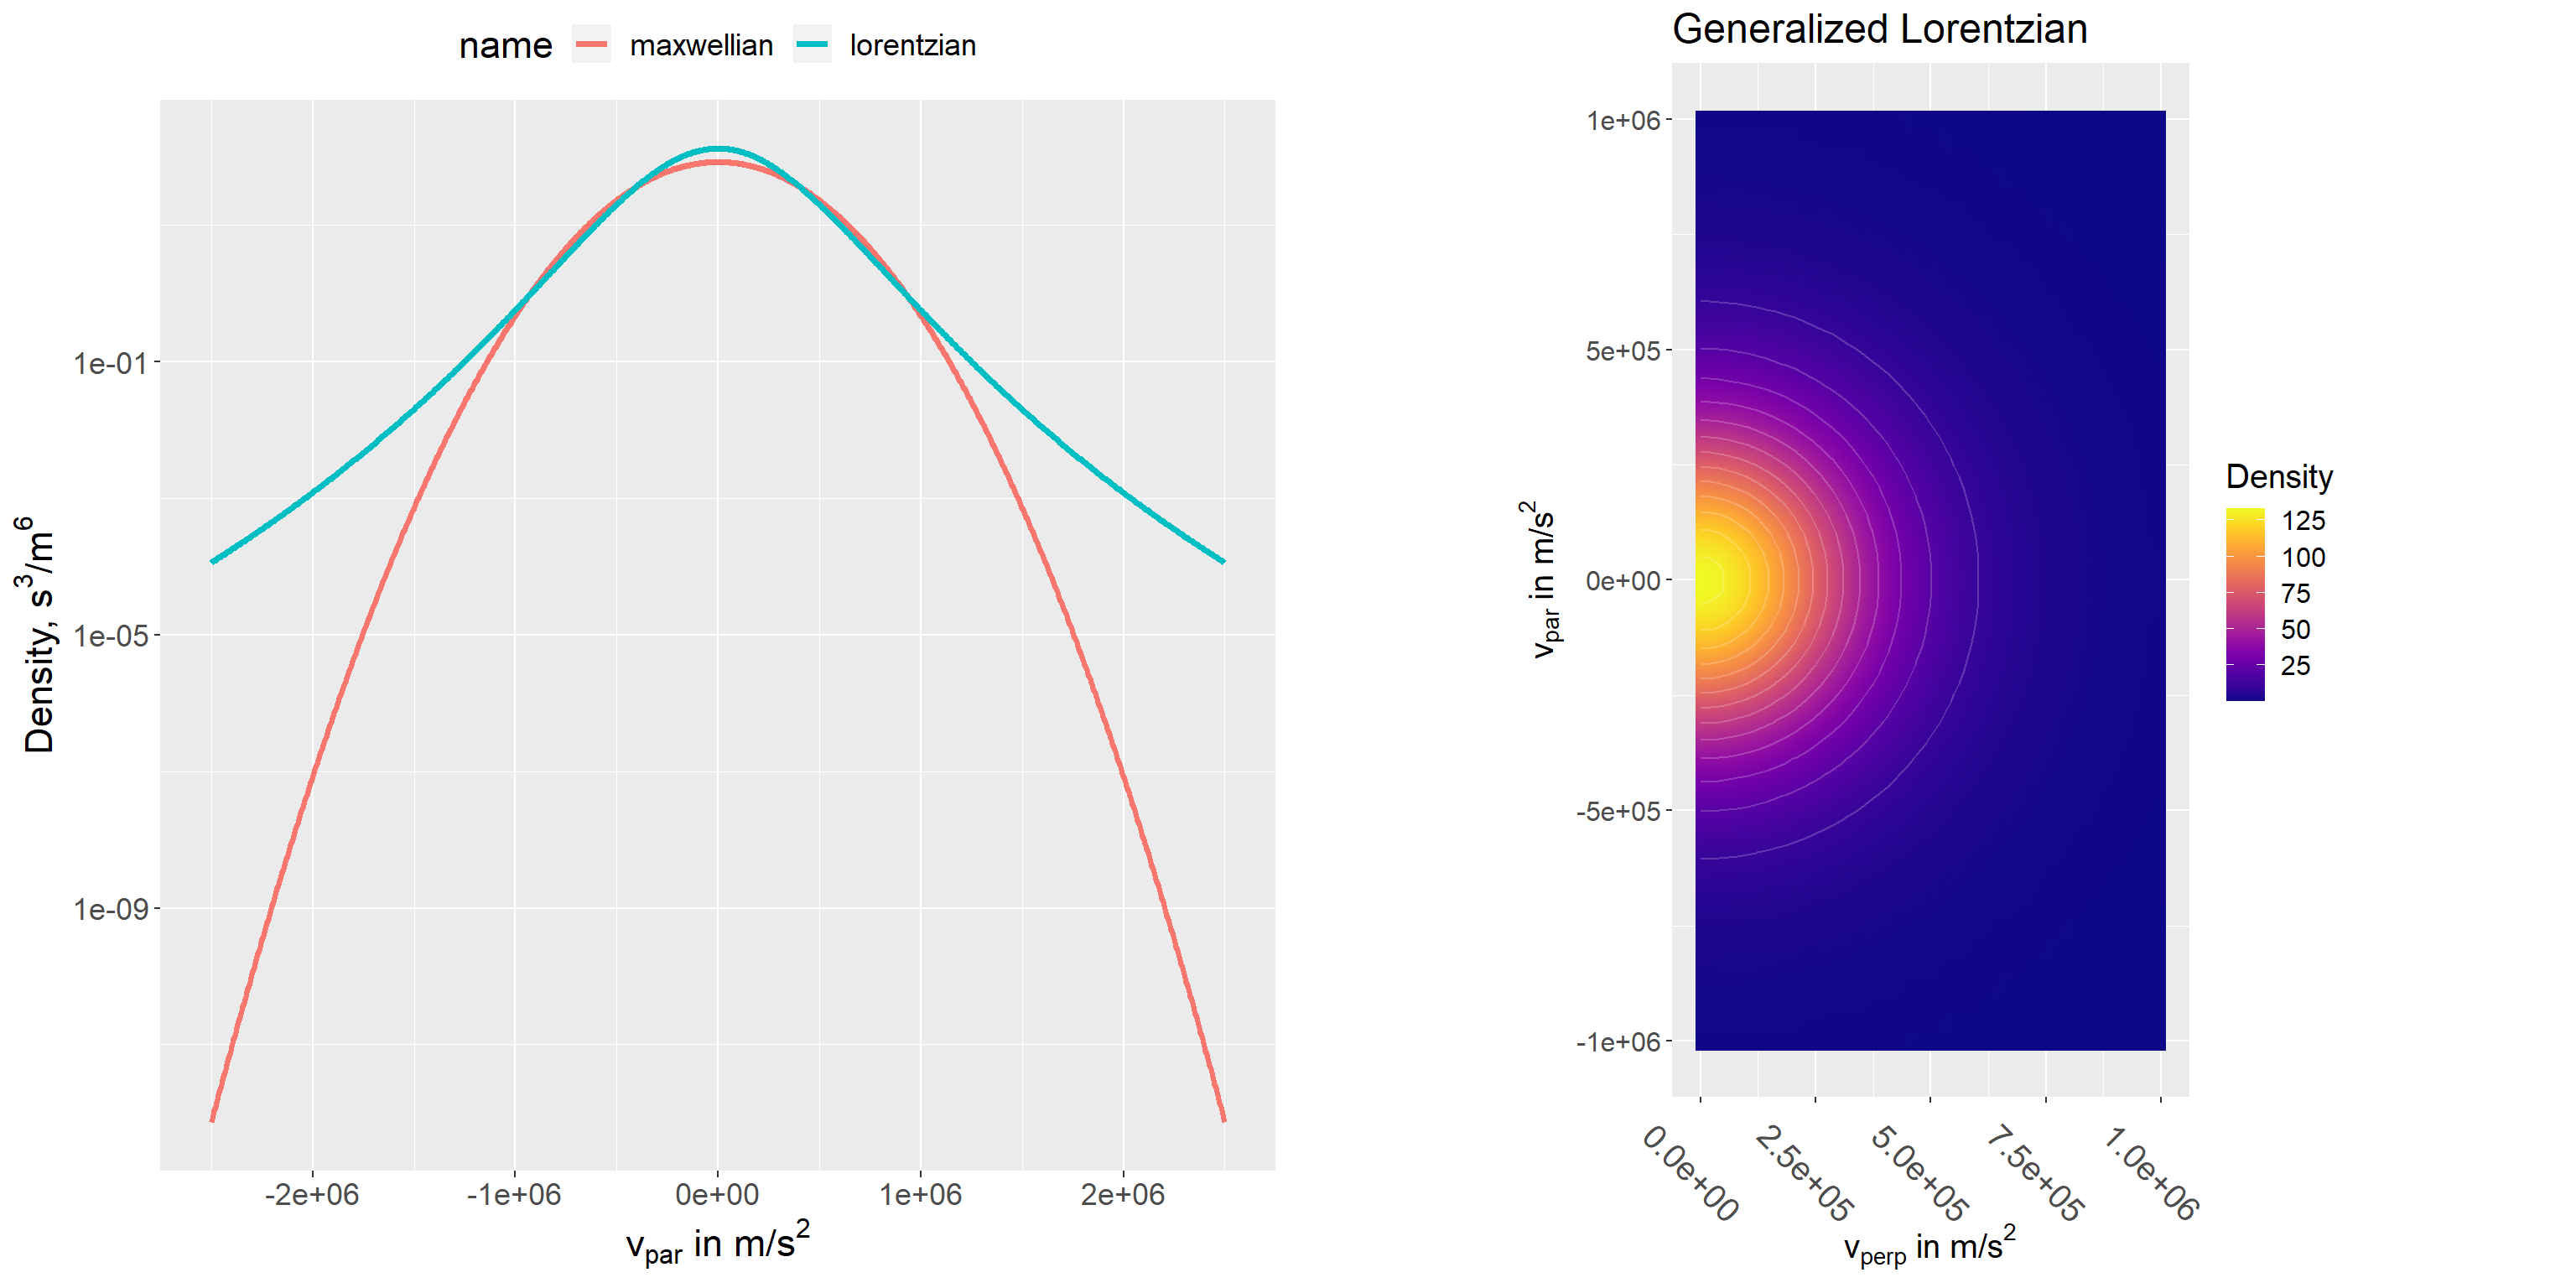 name maxwellian lorentzian
Density, s³/m⁶
1e-01
1e-05
1e-09
-2e+06 -1e+06 0e+00 1e+06 2e+06
v_par in m/s²
Generalized Lorentzian
v_par in m/s²
1e+06
5e+05
0e+00
-5e+05
-1e+06
0.0e+00 2.5e+05 5.0e+05 7.5e+05 1.0e+06
v_perp in m/s²
Density
125
100
75
50
25